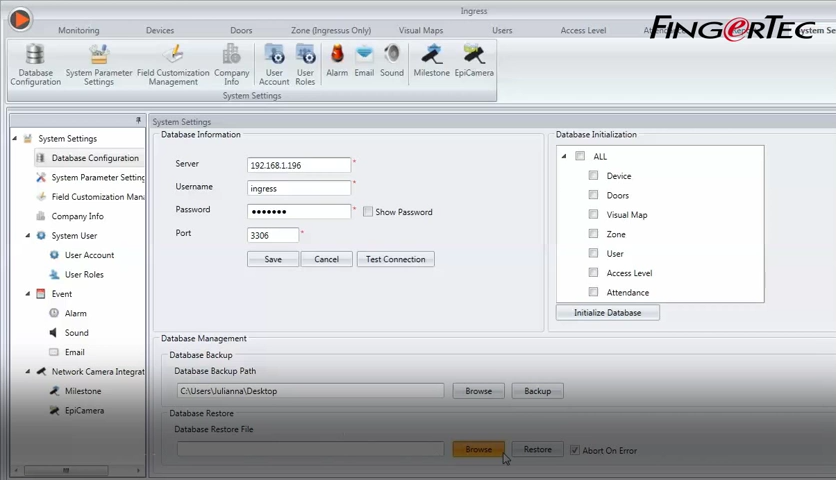 Ingress
FingerTec
Monitoring Devices Doors Zone (Ingressus Only) Visual Maps Users Access Level
Database Configuration
System Parameter Settings
Field Customization Management
Company Info
User Account
User Roles
Alarm
Email
Sound
Milestone
EpiCamera
System Settings
System Settings
Database Configuration
System Parameter Setting
Field Customization Man
Company Info
System User
User Account
User Roles
Event
Alarm
Sound
Email
Network Camera Integrat
Milestone
EpiCamera
System Settings
Database Information
Server 192.168.1.196 *
Username ingress *
Password ●●●●●●● * Show Password
Port 3306 *
Save Cancel Test Connection
Database Initialization
ALL
Device
Doors
Visual Map
Zone
User
Access Level
Attendance
Initialize Database
Database Management
Database Backup
Database Backup Path
C:\Users\Julianna\Desktop Browse Backup
Database Restore
Database Restore File
Browse Restore Abort On Error